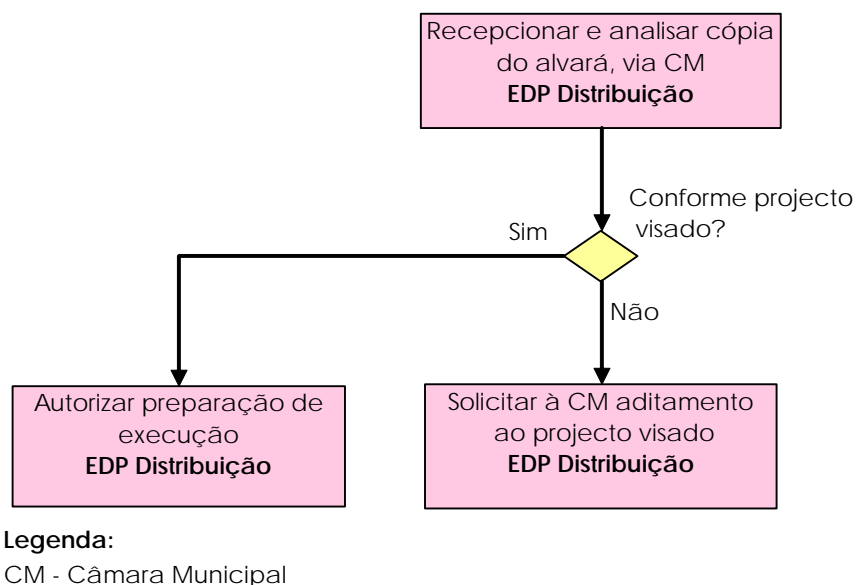 Recepcionar e analisar cópia
do alvará, via CM
EDP Distribuição
Conforme projecto
visado?
Sim
Não
Autorizar preparação de
execução
EDP Distribuição
Solicitar à CM aditamento
ao projecto visado
EDP Distribuição
Legenda:
CM - Câmara Municipal